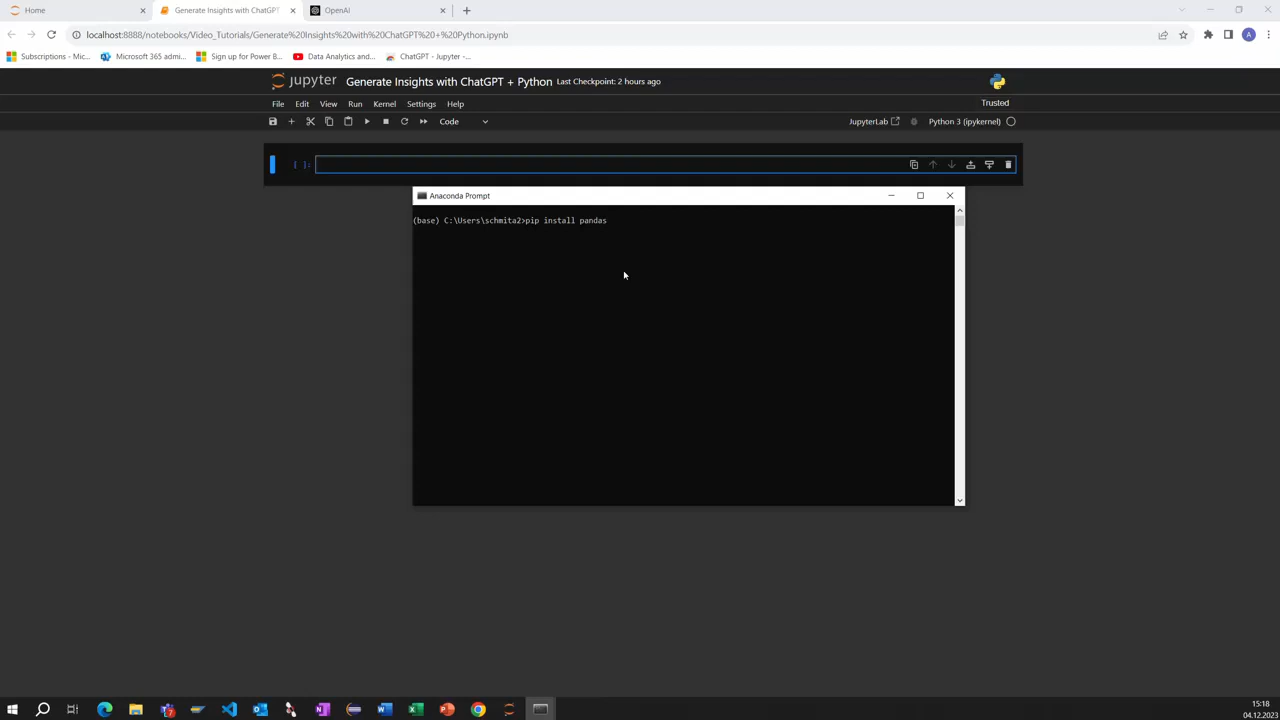 Home
Generate Insights with ChatGPT
OpenAI
localhost:8888/notebooks/Video_Tutorials/Generate%20Insights%20with%20ChatGPT%20+%20Python.ipynb
A
Subscriptions - Mic...
Microsoft 365 admi...
Sign up for Power B...
Data Analytics and...
ChatGPT - Jupyter -...
jupyter
Generate Insights with ChatGPT + Python Last Checkpoint: 2 hours ago
File Edit View Run Kernel Settings Help
Trusted
Code
JupyterLab
Python 3 (ipykernel)
[ ]:
Anaconda Prompt
(base) C:\Users\schmita2>pip install pandas
15:18
04.12.2023